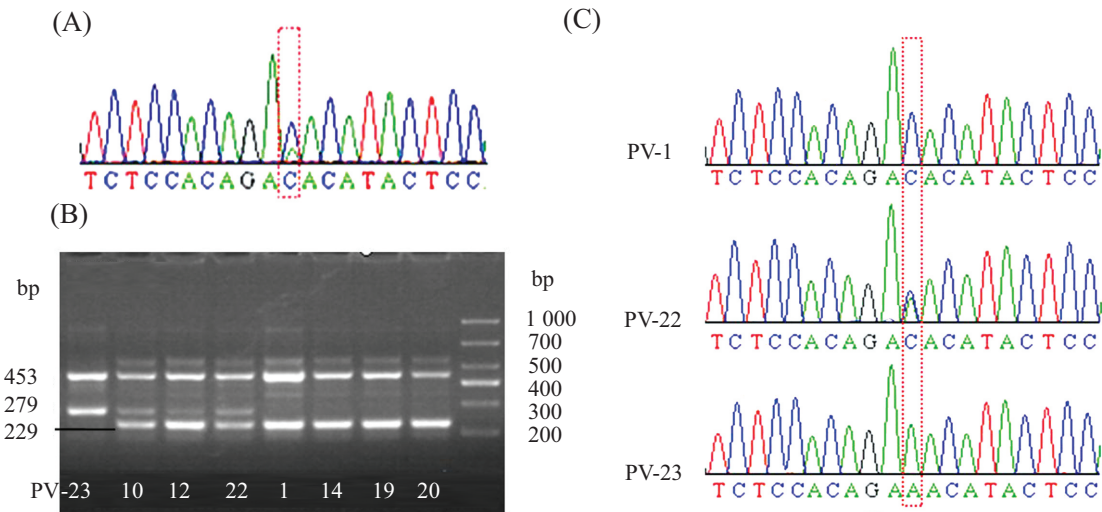 (A)
TCTCCACAGACACATACTCC
(B)
bp
bp
453
279
229
1 000
700
500
400
300
200
PV-23 10 12 22 1 14 19 20
(C)
PV-1
TCTCCACAGACACATACTCC
PV-22
TCTCCACAGACACATACTCC
PV-23
TCTCCACAGAAACATACTCC